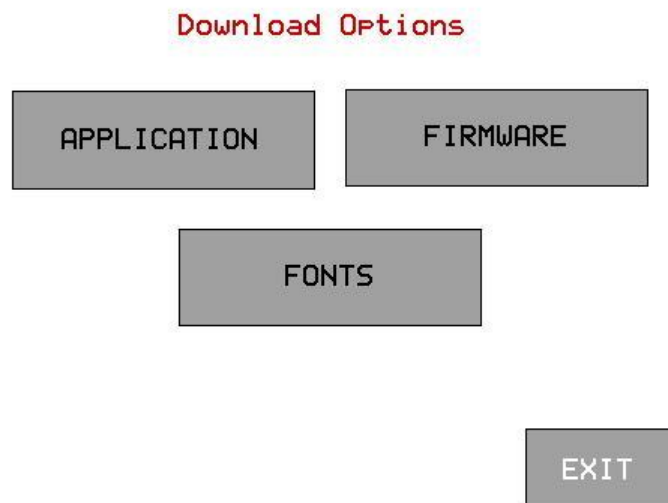 Download Options
APPLICATION
FIRMWARE
FONTS
EXIT